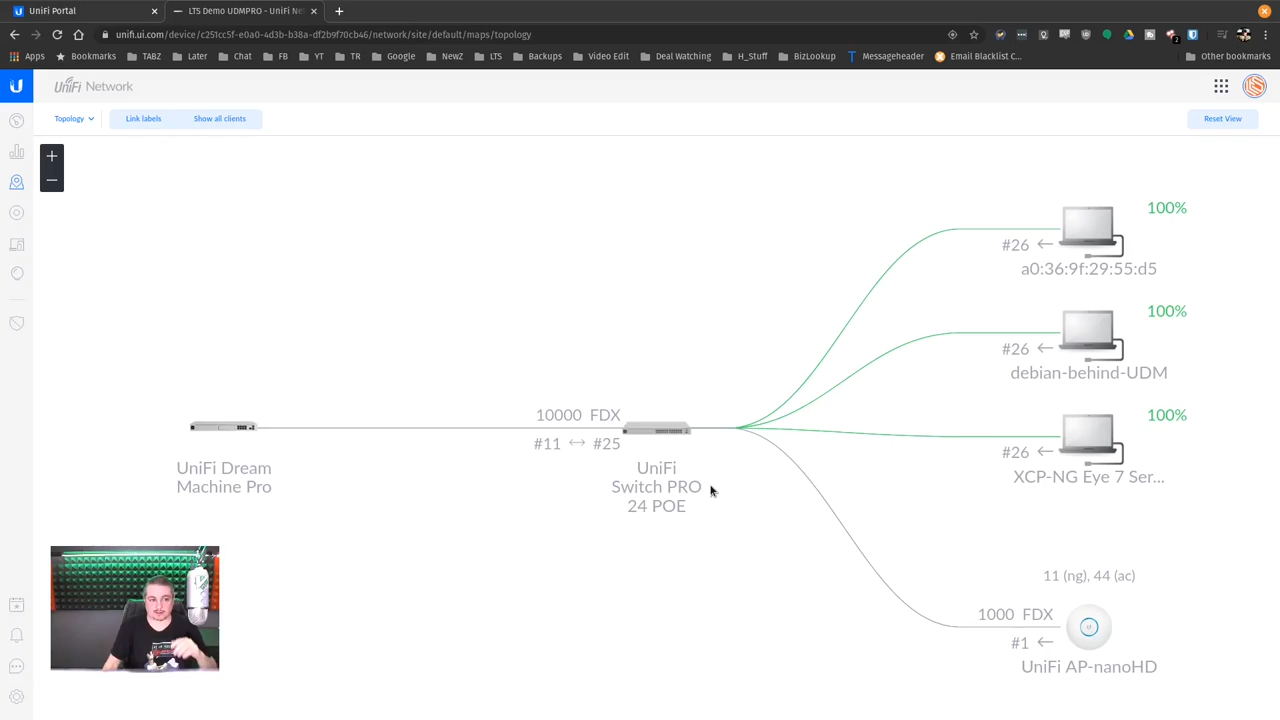 UniFi Portal
LTS Demo UDMPRO - UniFi Ne
unifi.ui.com/device/c251cc5f-e0a0-4d3b-b38a-df2b9f70cb46/network/site/default/maps/topology
Apps Bookmarks TABZ Later Chat FB YT TR Google NewZ LTS Backups Video Edit Deal Watching H_Stuff BizLookup Messageheader Email Blacklist C... Other bookmarks
UniFi Network
Topology Link labels Show all clients Reset View
100%
#26
a0:36:9f:29:55:d5
100%
#26
debian-behind-UDM
100%
#26
XCP-NG Eye 7 Ser...
10000 FDX
#11 ↔ #25
UniFi Dream
Machine Pro
UniFi
Switch PRO
24 POE
11 (ng), 44 (ac)
1000 FDX
#1
UniFi AP-nanoHD